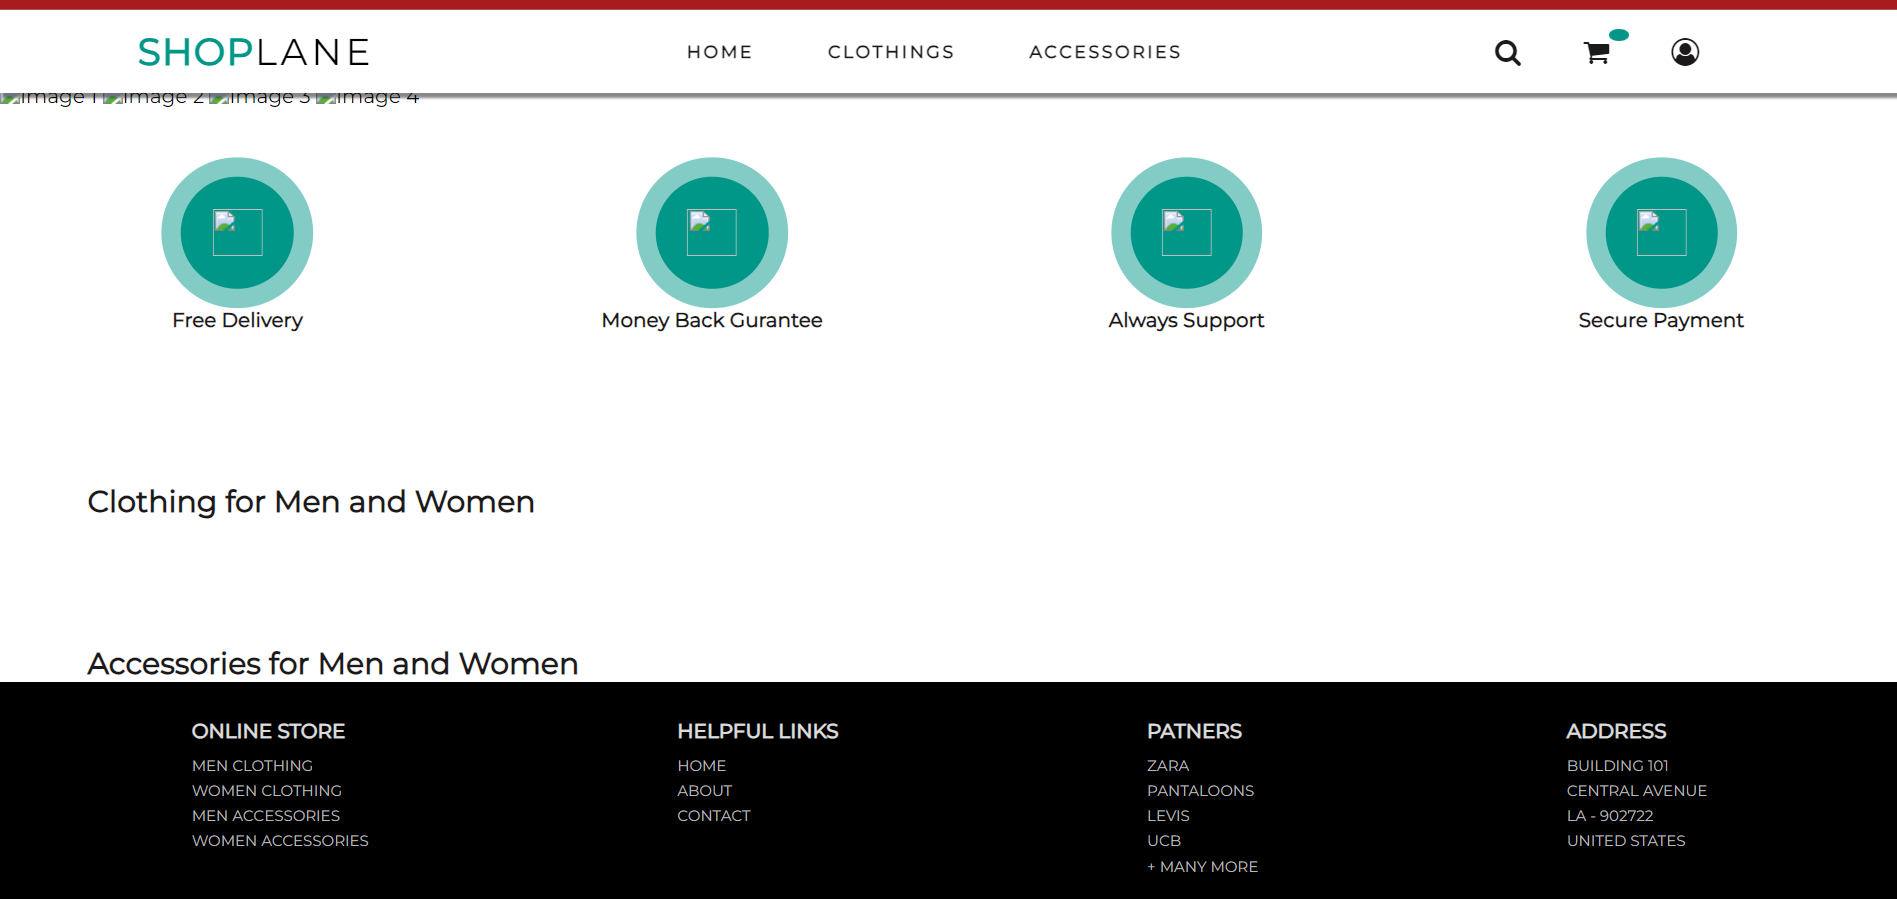 SHOPLANE
HOME CLOTHINGS ACCESSORIES
Image 1 Image 2 Image 3 Image 4
Free Delivery
Money Back Gurantee
Always Support
Secure Payment
Clothing for Men and Women
Accessories for Men and Women
ONLINE STORE
MEN CLOTHING
WOMEN CLOTHING
MEN ACCESSORIES
WOMEN ACCESSORIES
HELPFUL LINKS
HOME
ABOUT
CONTACT
PATNERS
ZARA
PANTALOONS
LEVIS
UCB
+ MANY MORE
ADDRESS
BUILDING 101
CENTRAL AVENUE
LA - 902722
UNITED STATES